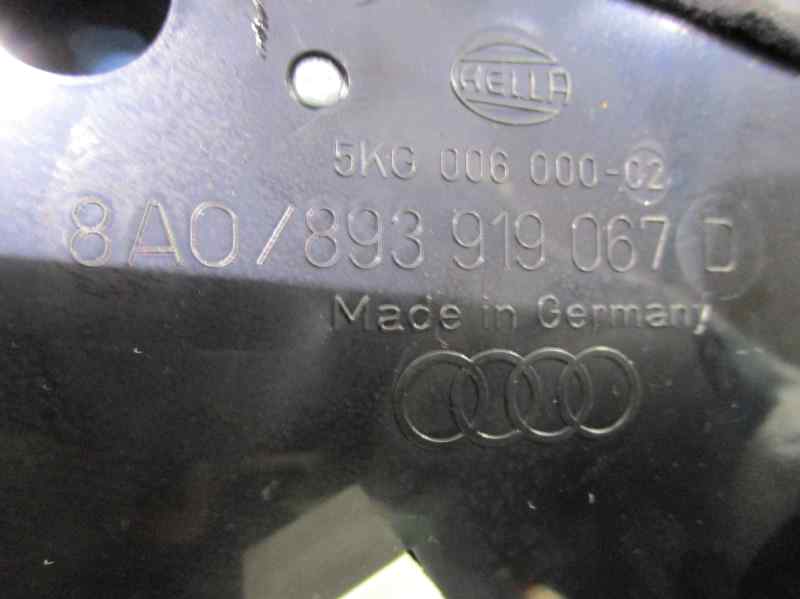 HELLA
5KG 006 000-02
8A0/893 919 067 D
Made in Germany